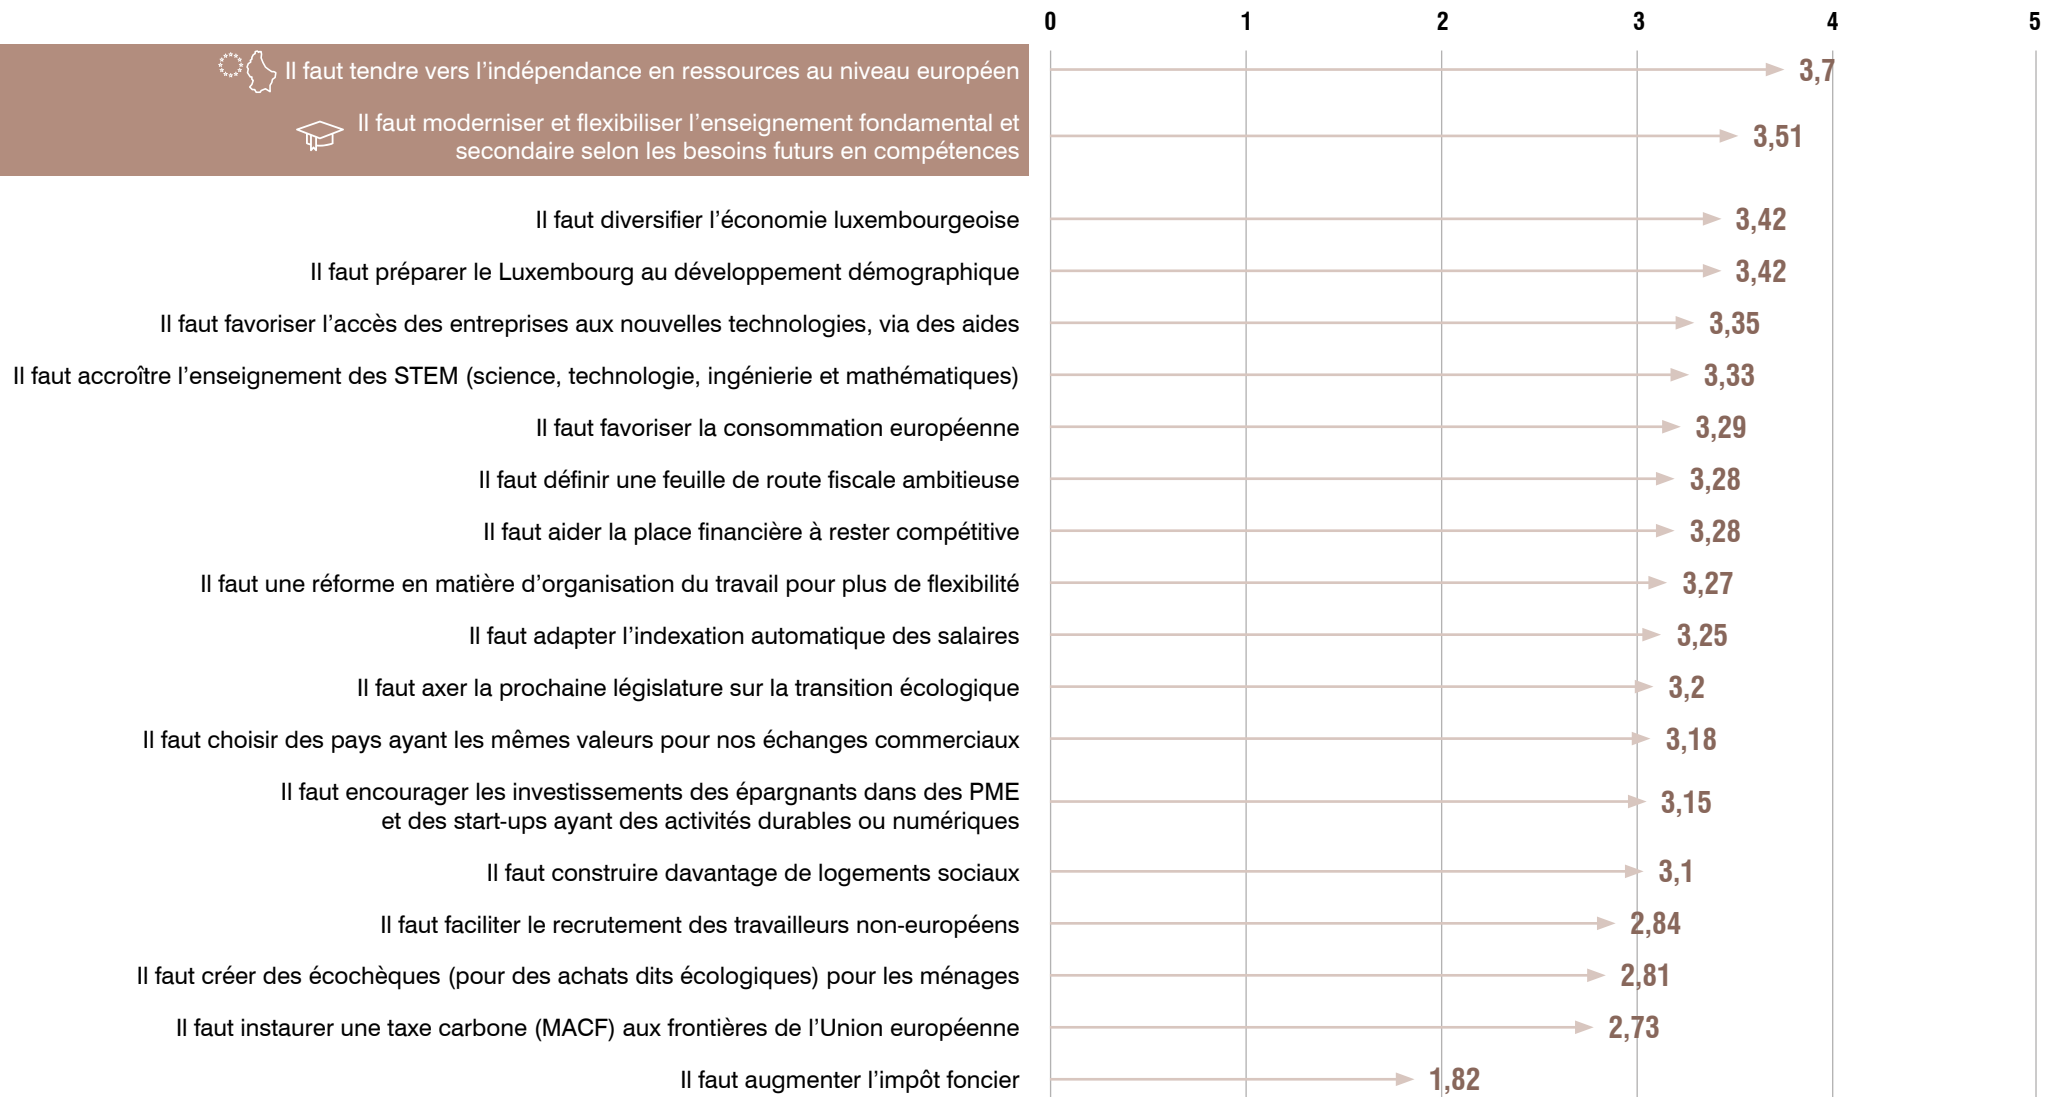 0 1 2 3 4 5
Il faut tendre vers l’indépendance en ressources au niveau européen 3,7
Il faut moderniser et flexibiliser l’enseignement fondamental et
secondaire selon les besoins futurs en compétences 3,51
Il faut diversifier l’économie luxembourgeoise 3,42
Il faut préparer le Luxembourg au développement démographique 3,42
Il faut favoriser l’accès des entreprises aux nouvelles technologies, via des aides 3,35
Il faut accroître l’enseignement des STEM (science, technologie, ingénierie et mathématiques) 3,33
Il faut favoriser la consommation européenne 3,29
Il faut définir une feuille de route fiscale ambitieuse 3,28
Il faut aider la place financière à rester compétitive 3,28
Il faut une réforme en matière d’organisation du travail pour plus de flexibilité 3,27
Il faut adapter l’indexation automatique des salaires 3,25
Il faut axer la prochaine législature sur la transition écologique 3,2
Il faut choisir des pays ayant les mêmes valeurs pour nos échanges commerciaux 3,18
Il faut encourager les investissements des épargnants dans des PME
et des start-ups ayant des activités durables ou numériques 3,15
Il faut construire davantage de logements sociaux 3,1
Il faut faciliter le recrutement des travailleurs non-européens 2,84
Il faut créer des écochèques (pour des achats dits écologiques) pour les ménages 2,81
Il faut instaurer une taxe carbone (MACF) aux frontières de l’Union européenne 2,73
Il faut augmenter l’impôt foncier 1,82